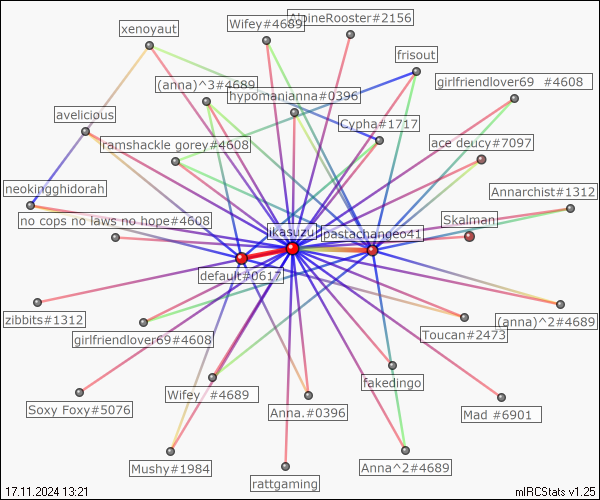 AlpineRooster#2156
Wifey^#4689
xenoyaut
frisout
(anna)^3#4689
girlfriendlover69 #4608
hypomanianna#0396
avelicious
Cypha#1717
ramshackle gorey#4608
ace deucy#7097
neokingghidorah
Annarchist#1312
no cops no laws no hope#4608
Skalman
ikasuzu
pastachangeo41
default#0617
zibbits#1312
girlfriendlover69#4608
Toucan#2473
(anna)^2#4689
fakedingo
Wifey #4689
Soxy Foxy#5076
Anna.#0396
Mad #6901
Mushy#1984
Anna^2#4689
rattgaming
17.11.2024 13:21
mIRCStats v1.25